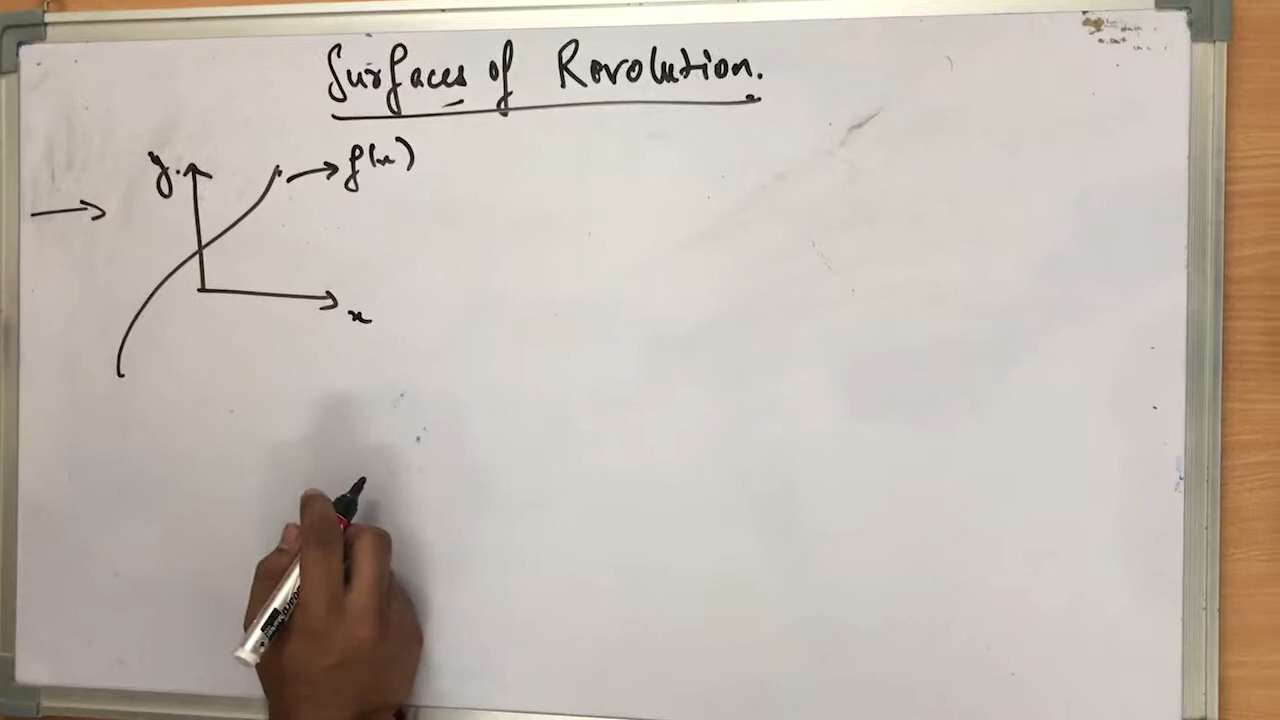 Surfaces of Revolution.
y
f(x)
x